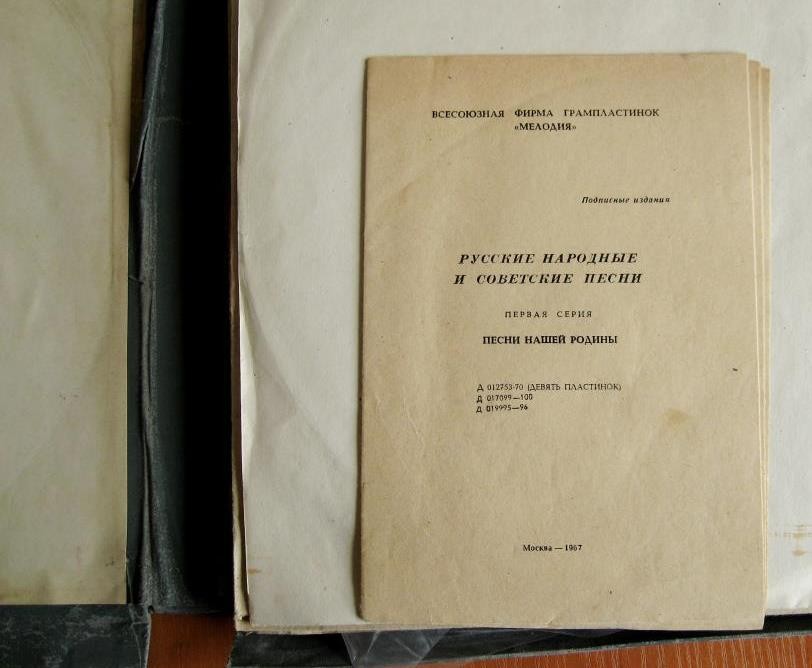 ВСЕСОЮЗНАЯ ФИРМА ГРАМПЛАСТИНОК
«МЕЛОДИЯ»
Подписные издания
РУССКИЕ НАРОДНЫЕ
И СОВЕТСКИЕ ПЕСНИ
ПЕРВАЯ СЕРИЯ
ПЕСНИ НАШЕЙ РОДИНЫ
Д 012753-70 (ДЕВЯТЬ ПЛАСТИНОК)
Д 017099—100
Д 019995—96
Москва — 1967